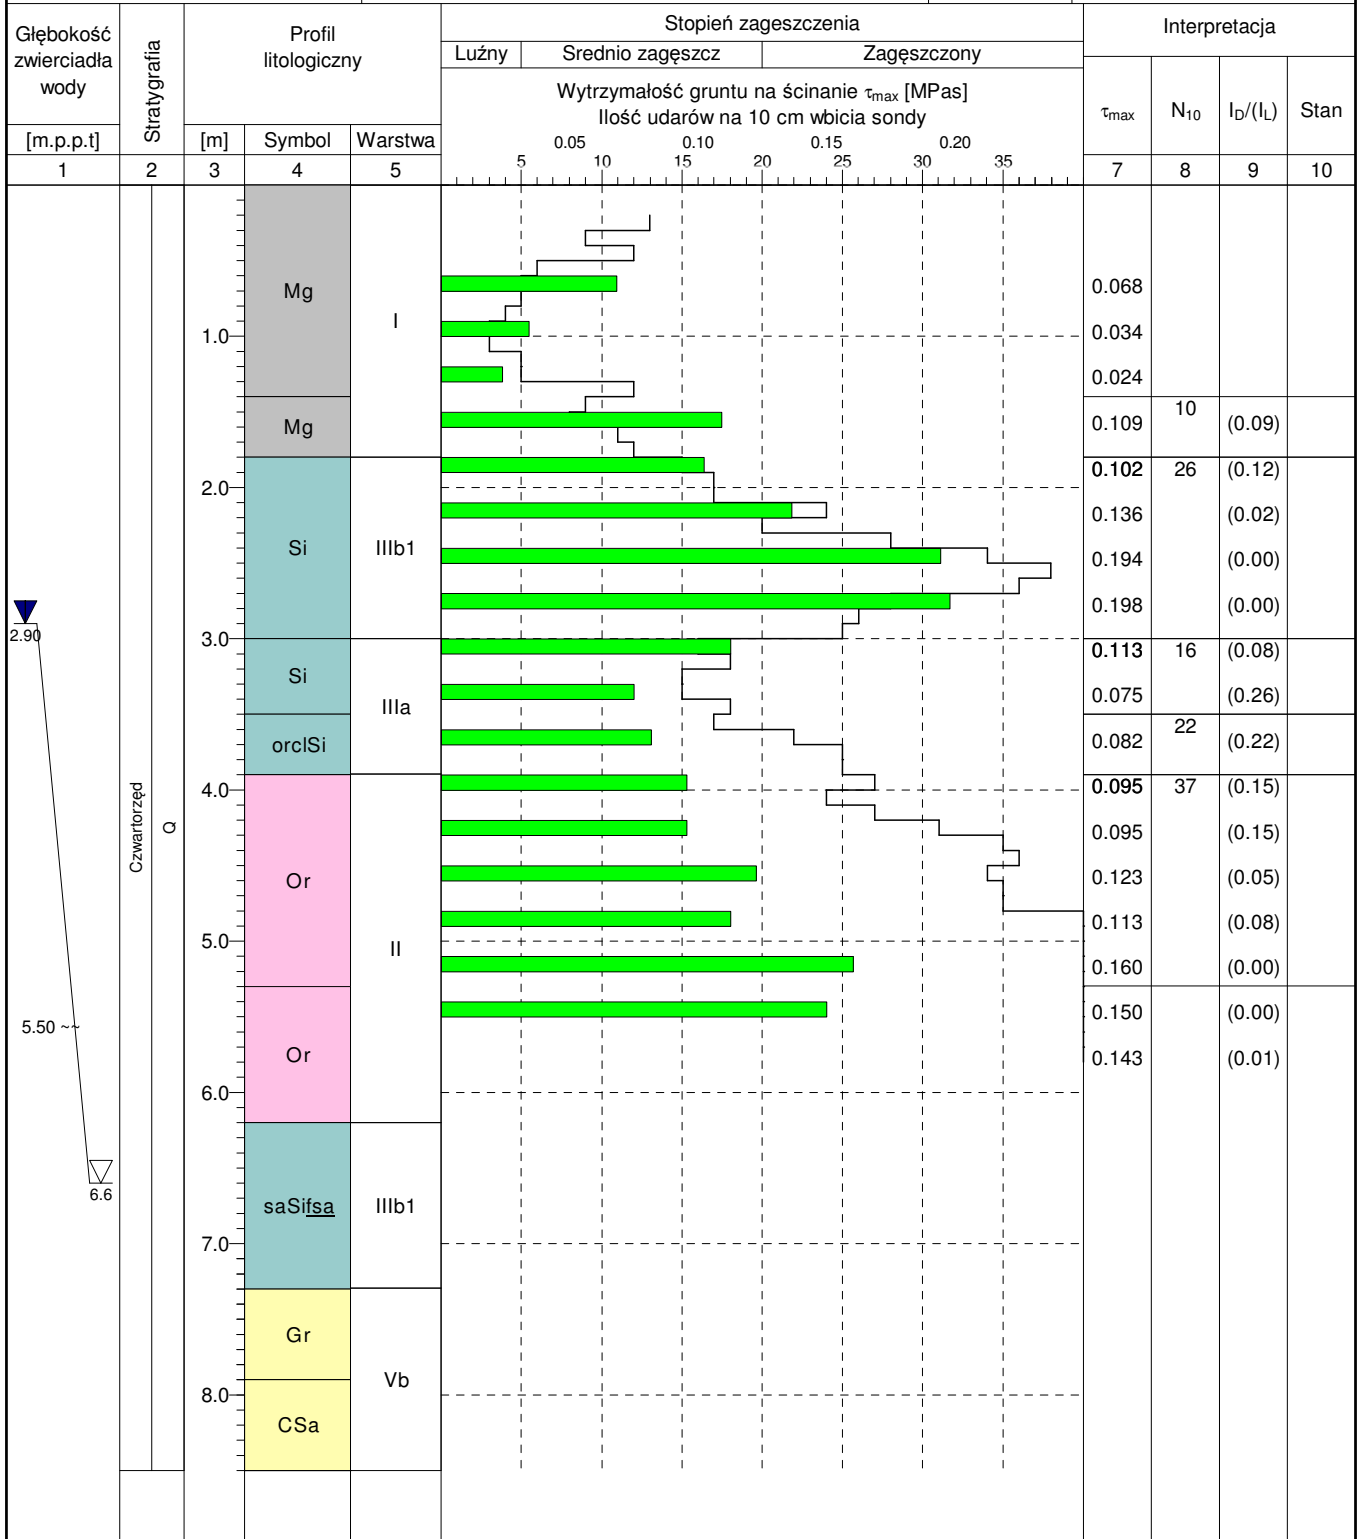 Głębokość
zwierciadła
wody
[m.p.p.t]
1
Stratygrafia
2
Profil
litologiczny
[m]
Symbol
Warstwa
3
4
5
Stopień zageszczenia
Luźny
Srednio zagęszcz
Zagęszczony
Wytrzymałość gruntu na ścinanie τmax [MPas]
Ilość udarów na 10 cm wbicia sondy
0.05 0.10 0.15 0.20
5 10 15 20 25 30 35
Interpretacja
τmax
N10
ID/(IL)
Stan
7
8
9
10
Mg
I
0.068
1.0
0.034
0.024
Mg
0.109 10 (0.09)
Si
IIIb1
0.102 26 (0.12)
2.0
0.136 (0.02)
0.194 (0.00)
0.198 (0.00)
2.90
3.0
Si
IIIa
0.113 16 (0.08)
0.075 (0.26)
orclSi
0.082 22 (0.22)
Or
II
0.095 37 (0.15)
4.0
0.095 (0.15)
Czwartorzęd
Q
0.123 (0.05)
0.113 (0.08)
5.0
0.160 (0.00)
Or
0.150 (0.00)
5.50 ~~
0.143 (0.01)
6.0
saSifsa
IIIb1
6.6
7.0
Gr
Vb
8.0
CSa